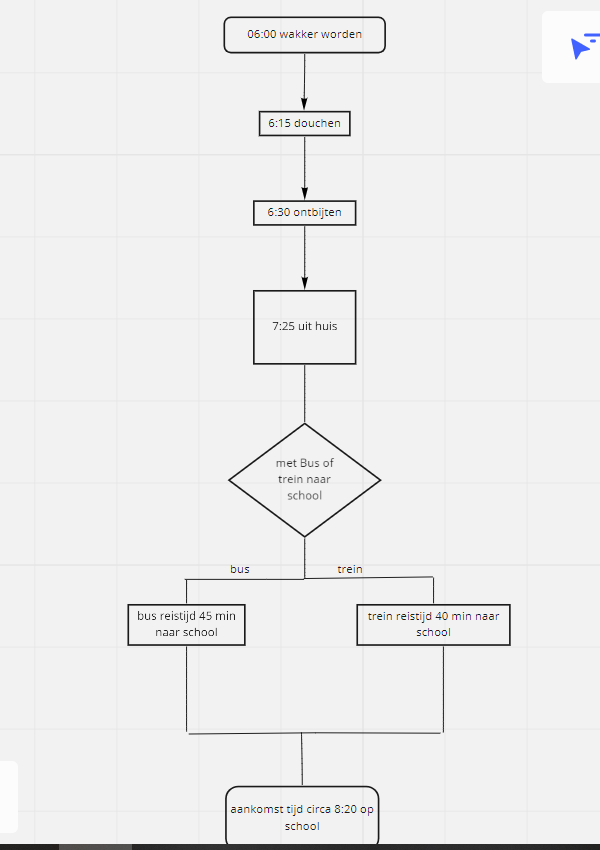 06:00 wakker worden
6:15 douchen
6:30 ontbijten
7:25 uit huis
met Bus of
trein naar
school
bus
trein
bus reistijd 45 min
naar school
trein reistijd 40 min naar
school
aankomst tijd circa 8:20 op
school